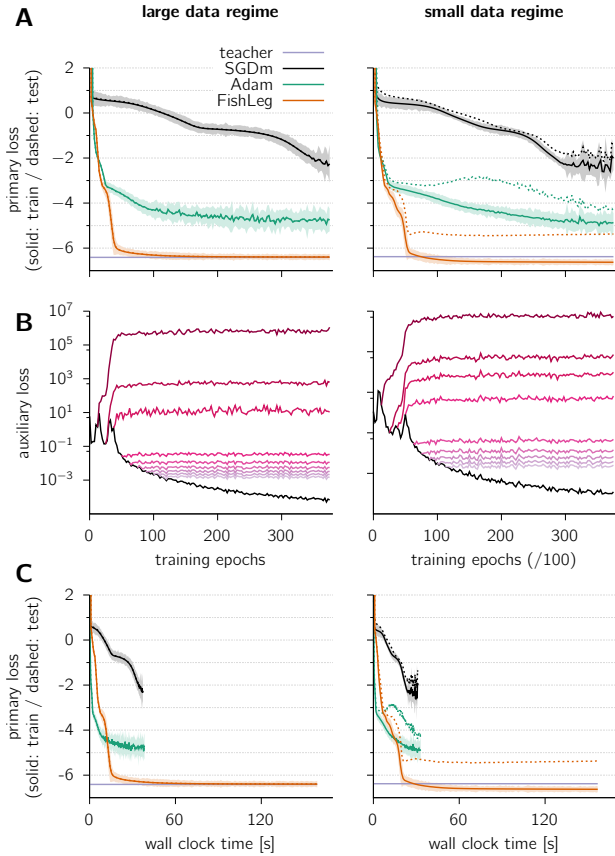 large data regime
small data regime
A
teacher
SGDm
Adam
FishLeg
primary loss
(solid: train / dashed: test)
2
0
−2
−4
−6
B
auxiliary loss
10^7
10^5
10^3
10^1
10^−1
10^−3
0 100 200 300
training epochs
0 100 200 300
training epochs (/100)
C
primary loss
(solid: train / dashed: test)
2
0
−2
−4
−6
0 60 120
wall clock time [s]
0 60 120
wall clock time [s]